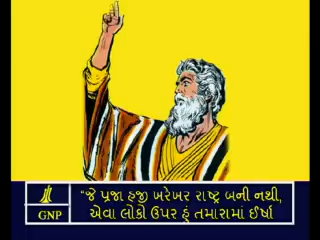 "જે પ્રજા હજી ખરેખર રાષ્ટ્ર બની નથી,
એવા લોકો ઉપર હું તમારામાં ઈર્ષા
GNP